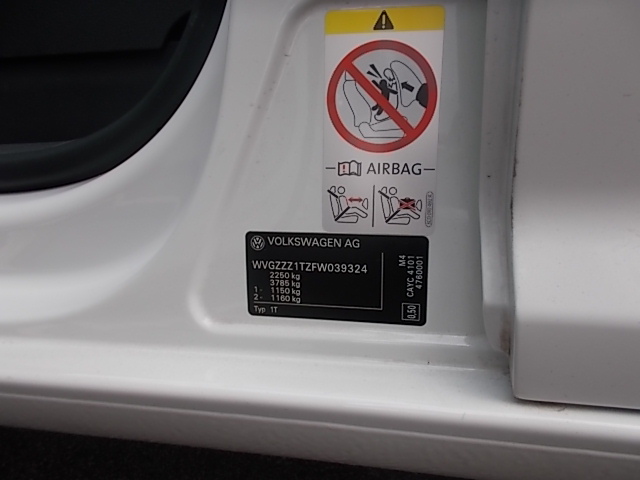 AIRBAG
VOLKSWAGEN AG
WVGZZZ1TZFW039324
2250 kg
3785 kg
1 - 1150 kg
2 - 1160 kg
Typ 1T
M4
CAYC 4101
4760001
0,50